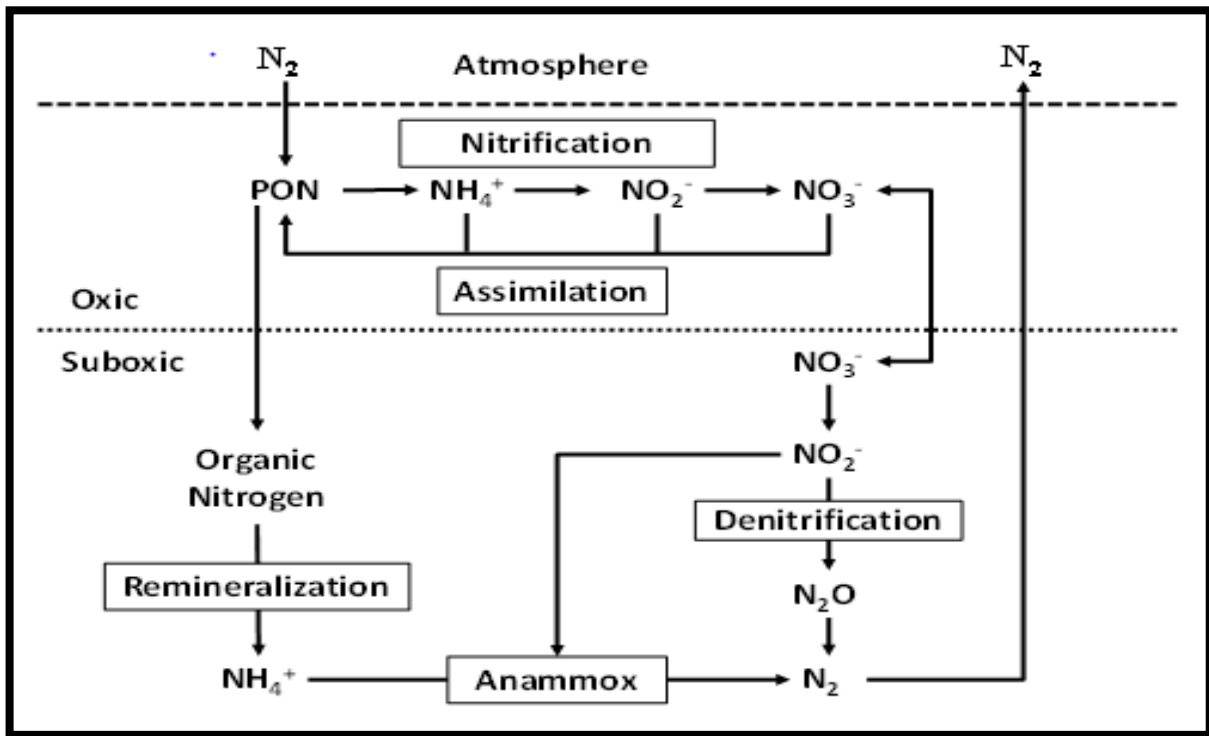 N₂ Atmosphere N₂
Nitrification
PON NH₄⁺ NO₂⁻ NO₃⁻
Assimilation
Oxic
Suboxic NO₃⁻
Organic
Nitrogen
NO₂⁻
Denitrification
Remineralization
N₂O
NH₄⁺ Anammox N₂